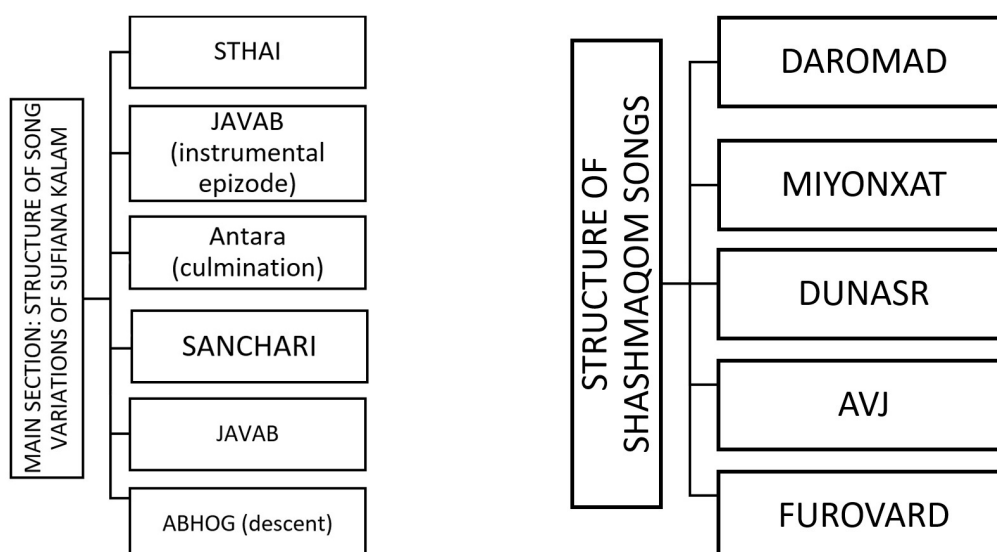 MAIN SECTION: STRUCTURE OF SONG
VARIATIONS OF SUFIANA KALAM
STHAI
JAVAB
(instrumental
epizode)
Antara
(culmination)
SANCHARI
JAVAB
ABHOG (descent)
STRUCTURE OF
SHASHMAQOM SONGS
DAROMAD
MIYONXAT
DUNASR
AVJ
FUROVARD